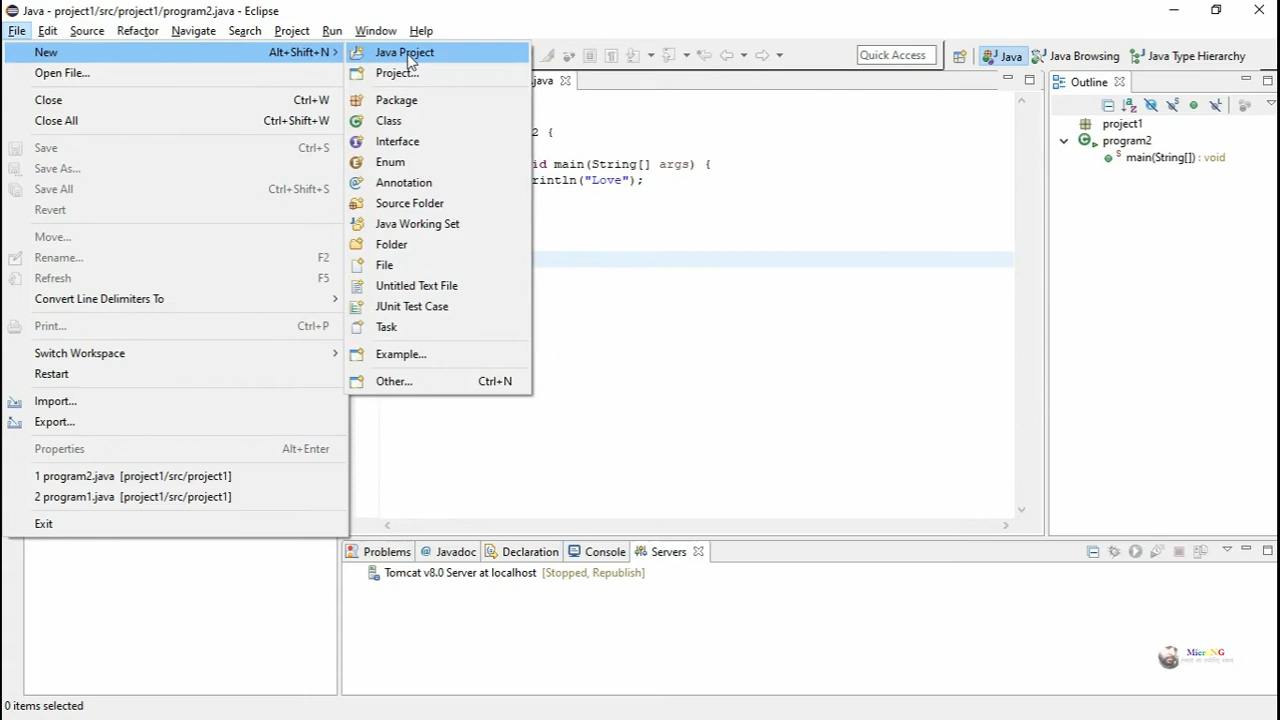 Java - project1/src/project1/program2.java - Eclipse
File Edit Source Refactor Navigate Search Project Run Window Help
New Alt+Shift+N
Open File...
Close Ctrl+W
Close All Ctrl+Shift+W
Save Ctrl+S
Save As...
Save All Ctrl+Shift+S
Revert
Move...
Rename... F2
Refresh F5
Convert Line Delimiters To
Print... Ctrl+P
Switch Workspace
Restart
Import...
Export...
Properties Alt+Enter
1 program2.java [project1/src/project1]
2 program1.java [project1/src/project1]
Exit
Java Project
Project...
Package
Class
Interface
Enum
Annotation
Source Folder
Java Working Set
Folder
File
Untitled Text File
JUnit Test Case
Task
Example...
Other... Ctrl+N
Quick Access
Java
Java Browsing
Java Type Hierarchy
.java
2 {
id main(String[] args) {
rintln("Love");
Outline
project1
program2
main(String[]) : void
Problems @ Javadoc Declaration Console Servers
Tomcat v8.0 Server at localhost [Stopped, Republish]
MicroNG
0 items selected